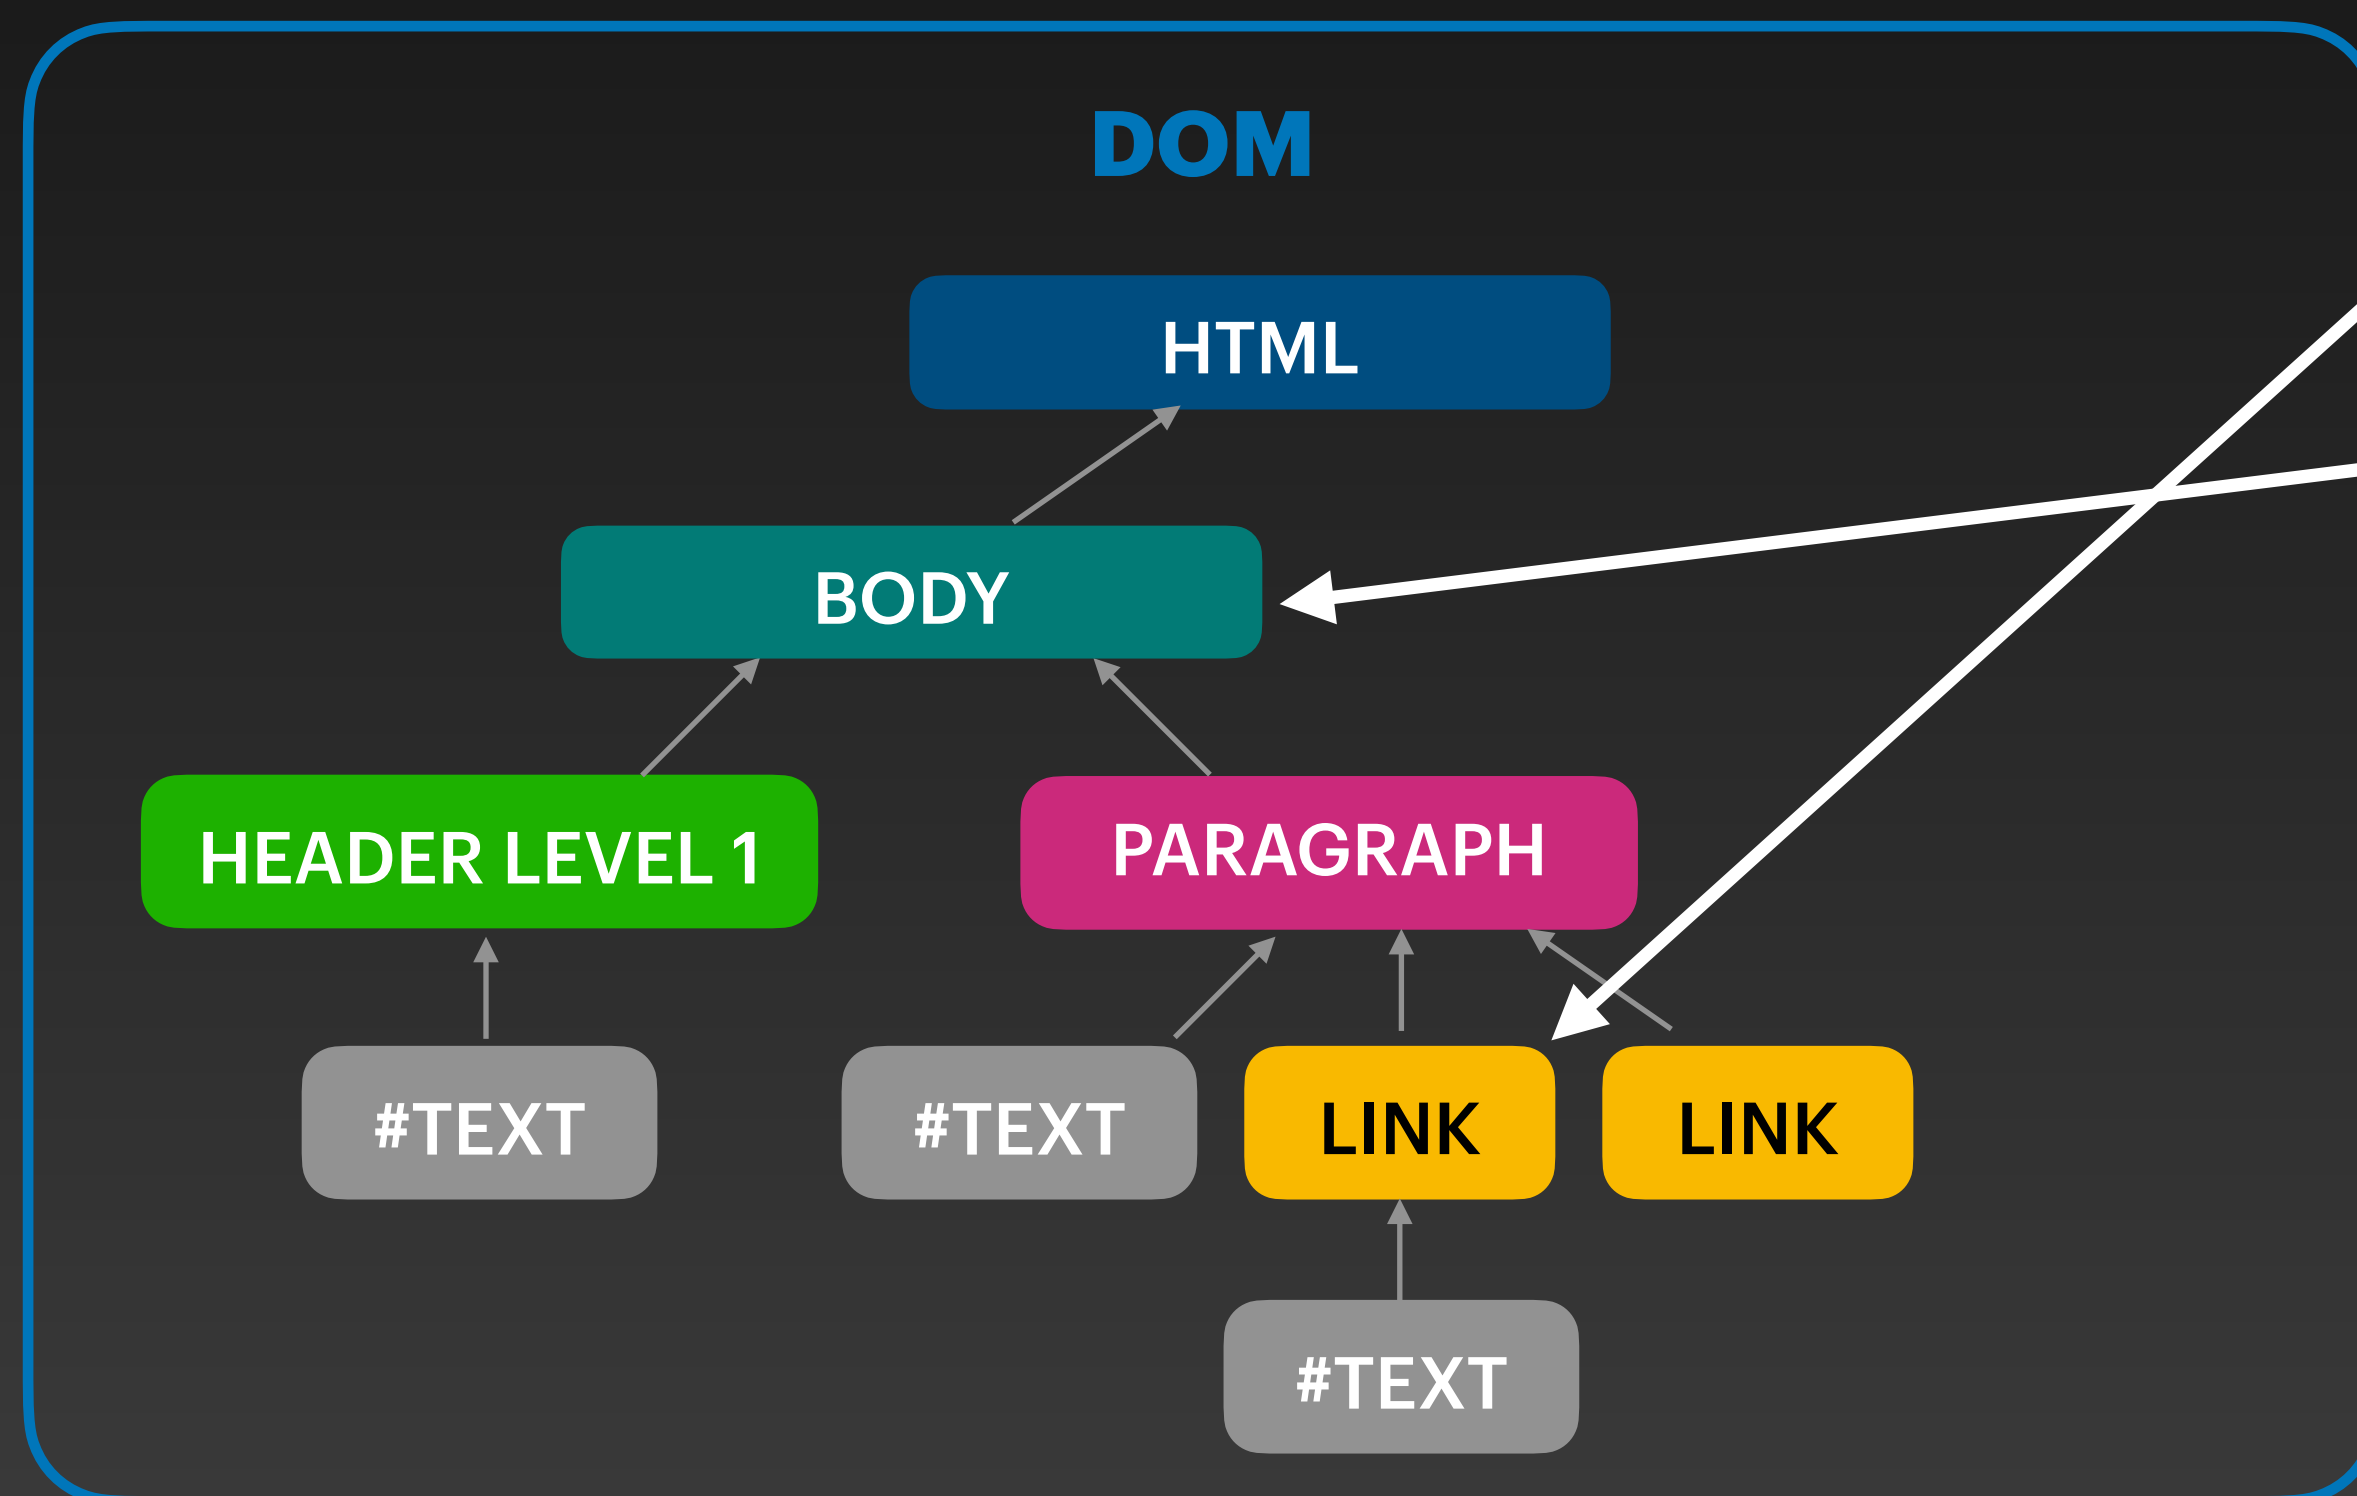 DOM
HTML
BODY
HEADER LEVEL 1
PARAGRAPH
#TEXT
#TEXT
LINK
LINK
#TEXT